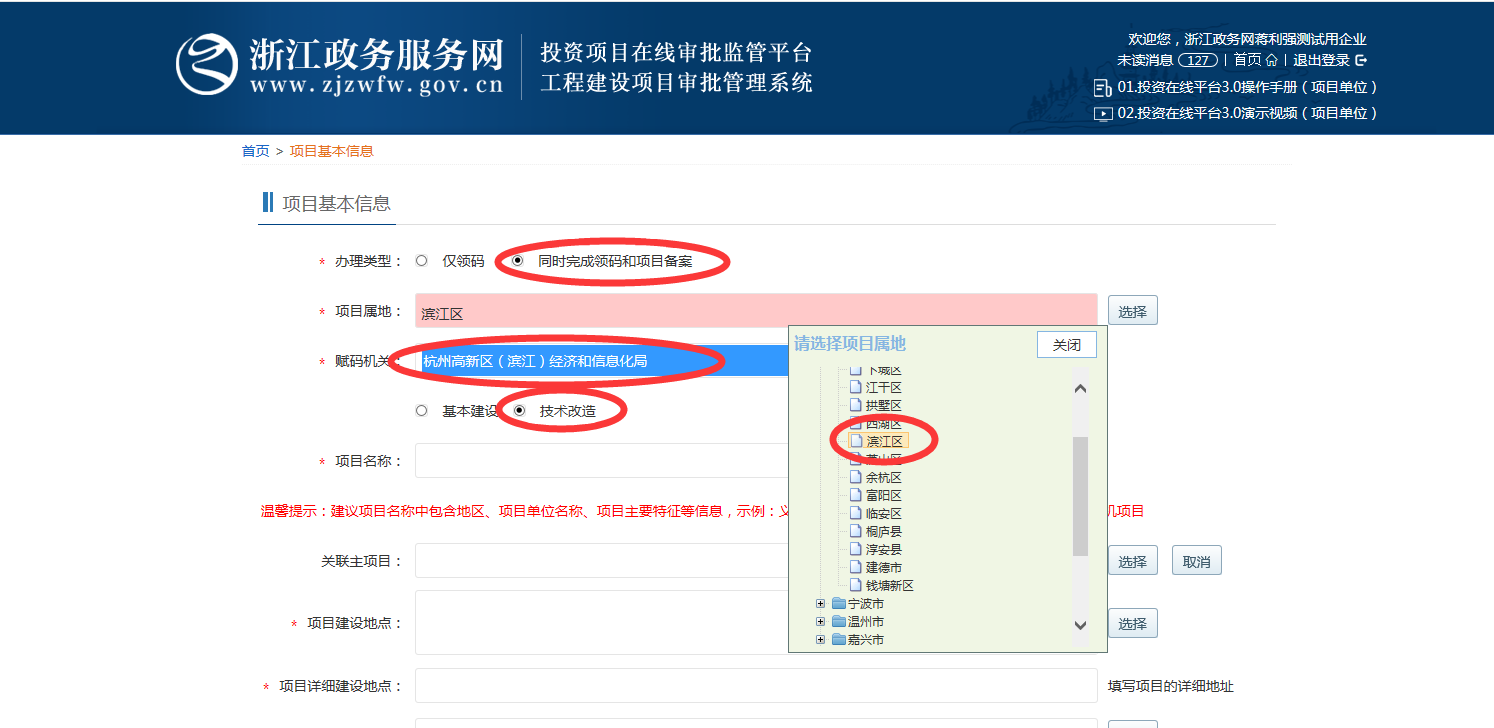 浙江政务服务网
www.zjzwfw.gov.cn
投资项目在线审批监管平台
工程建设项目审批管理系统
欢迎您，浙江政务网蒋利强测试用企业
未读消息 127 | 首页 | 退出登录
01.投资在线平台3.0操作手册（项目单位）
02.投资在线平台3.0演示视频（项目单位）
首页 > 项目基本信息
项目基本信息
* 办理类型： 仅领码 同时完成领码和项目备案
* 项目属地： 滨江区 选择
* 赋码机关： 杭州高新区（滨江）经济和信息化局
基本建设 技术改造
* 项目名称：
温馨提示：建议项目名称中包含地区、项目单位名称、项目主要特征等信息，示例：义
机项目
关联主项目： 选择 取消
* 项目建设地点： 选择
* 项目详细建设地点： 填写项目的详细地址
请选择项目属地 关闭
下城区
江干区
拱墅区
西湖区
滨江区
萧山区
余杭区
富阳区
临安区
桐庐县
淳安县
建德市
钱塘新区
宁波市
温州市
嘉兴市